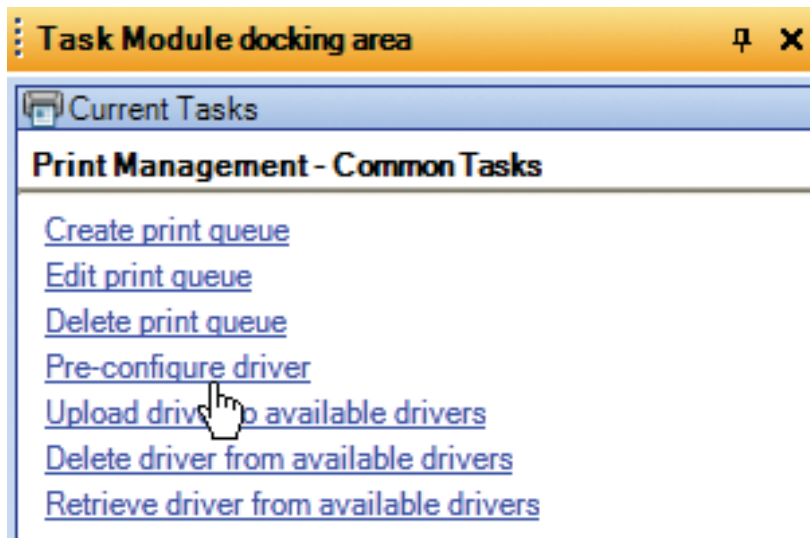 Task Module docking area
Current Tasks
Print Management - Common Tasks
Create print queue
Edit print queue
Delete print queue
Pre-configure driver
Upload driv o available drivers
Delete driver from available drivers
Retrieve driver from available drivers